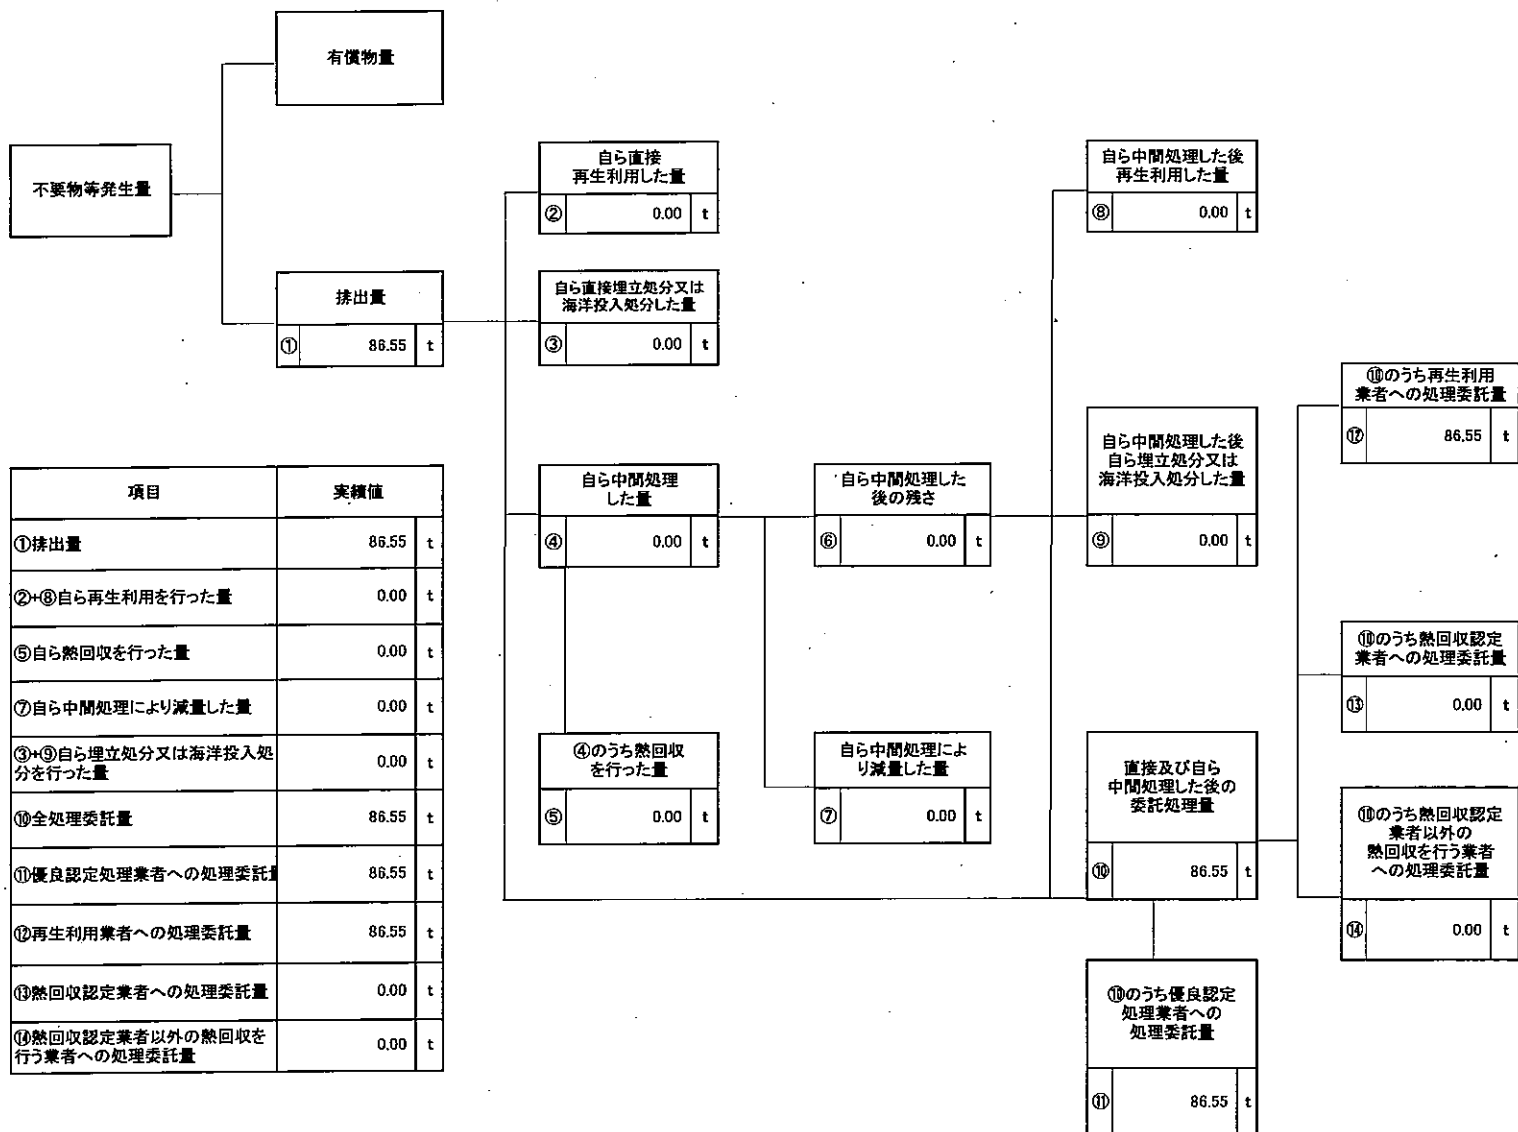 有償物量
不要物等発生量
排出量
① 86.55 t
自ら直接
再生利用した量
② 0.00 t
自ら直接埋立処分又は
海洋投入処分した量
③ 0.00 t
自ら中間処理
した量
④ 0.00 t
④のうち熱回収
を行った量
⑤ 0.00 t
自ら中間処理した
後の残さ
⑥ 0.00 t
自ら中間処理によ
り減量した量
⑦ 0.00 t
自ら中間処理した後
再生利用した量
⑧ 0.00 t
自ら中間処理した後
自ら埋立処分又は
海洋投入処分した量
⑨ 0.00 t
直接及び自ら
中間処理した後の
委託処理量
⑩ 86.55 t
⑩のうち優良認定
処理業者への
処理委託量
⑪ 86.55 t
⑩のうち再生利用
業者への処理委託量
⑫ 86.55 t
⑩のうち熱回収認定
業者への処理委託量
⑬ 0.00 t
⑩のうち熱回収認定
業者以外の
熱回収を行う業者
への処理委託量
⑭ 0.00 t
項目 実績値
①排出量 86.55 t
②+⑧自ら再生利用を行った量 0.00 t
⑤自ら熱回収を行った量 0.00 t
⑦自ら中間処理により減量した量 0.00 t
③+⑨自ら埋立処分又は海洋投入処
分を行った量 0.00 t
⑩全処理委託量 86.55 t
⑪優良認定処理業者への処理委託量 86.55 t
⑫再生利用業者への処理委託量 86.55 t
⑬熱回収認定業者への処理委託量 0.00 t
⑭熱回収認定業者以外の熱回収を
行う業者への処理委託量 0.00 t